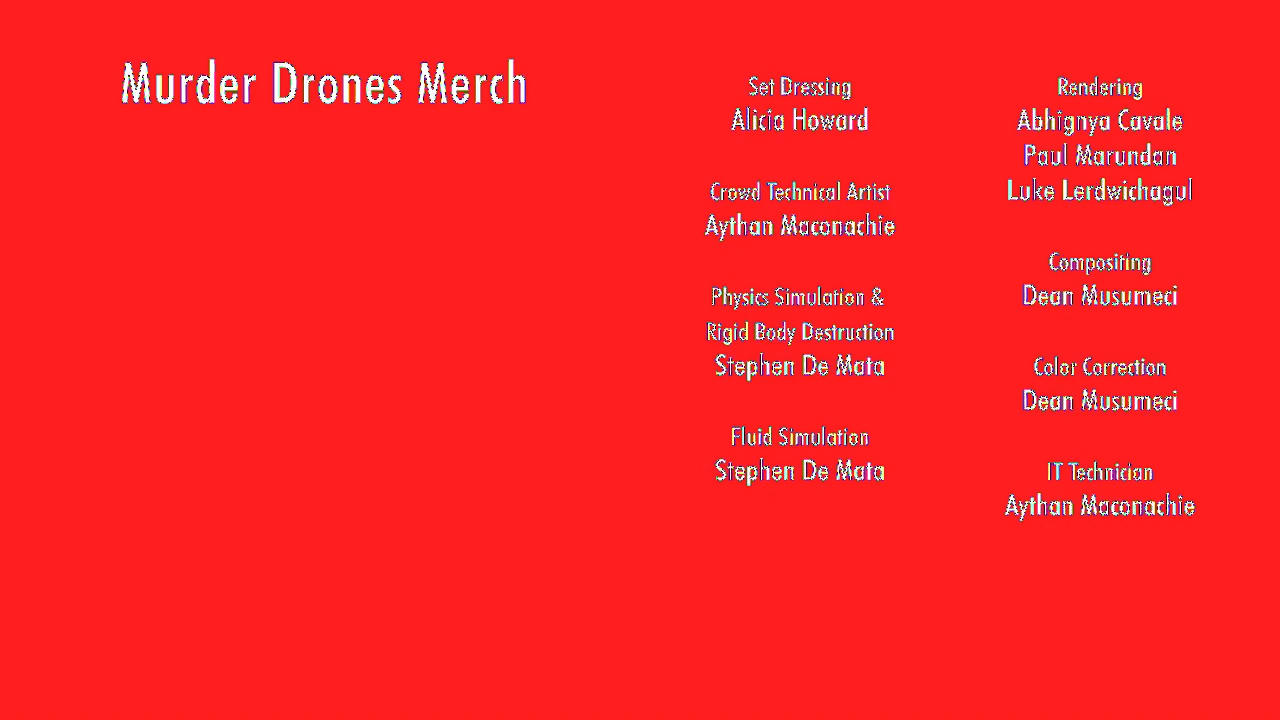 Murder Drones Merch
Set Dressing
Alicia Howard
Crowd Technical Artist
Aythan Maconachie
Physics Simulation &
Rigid Body Destruction
Stephen De Mata
Fluid Simulation
Stephen De Mata
Rendering
Abhignya Cavale
Paul Marundan
Luke Lerdwichagul
Compositing
Dean Musumeci
Color Correction
Dean Musumeci
IT Technician
Aythan Maconachie